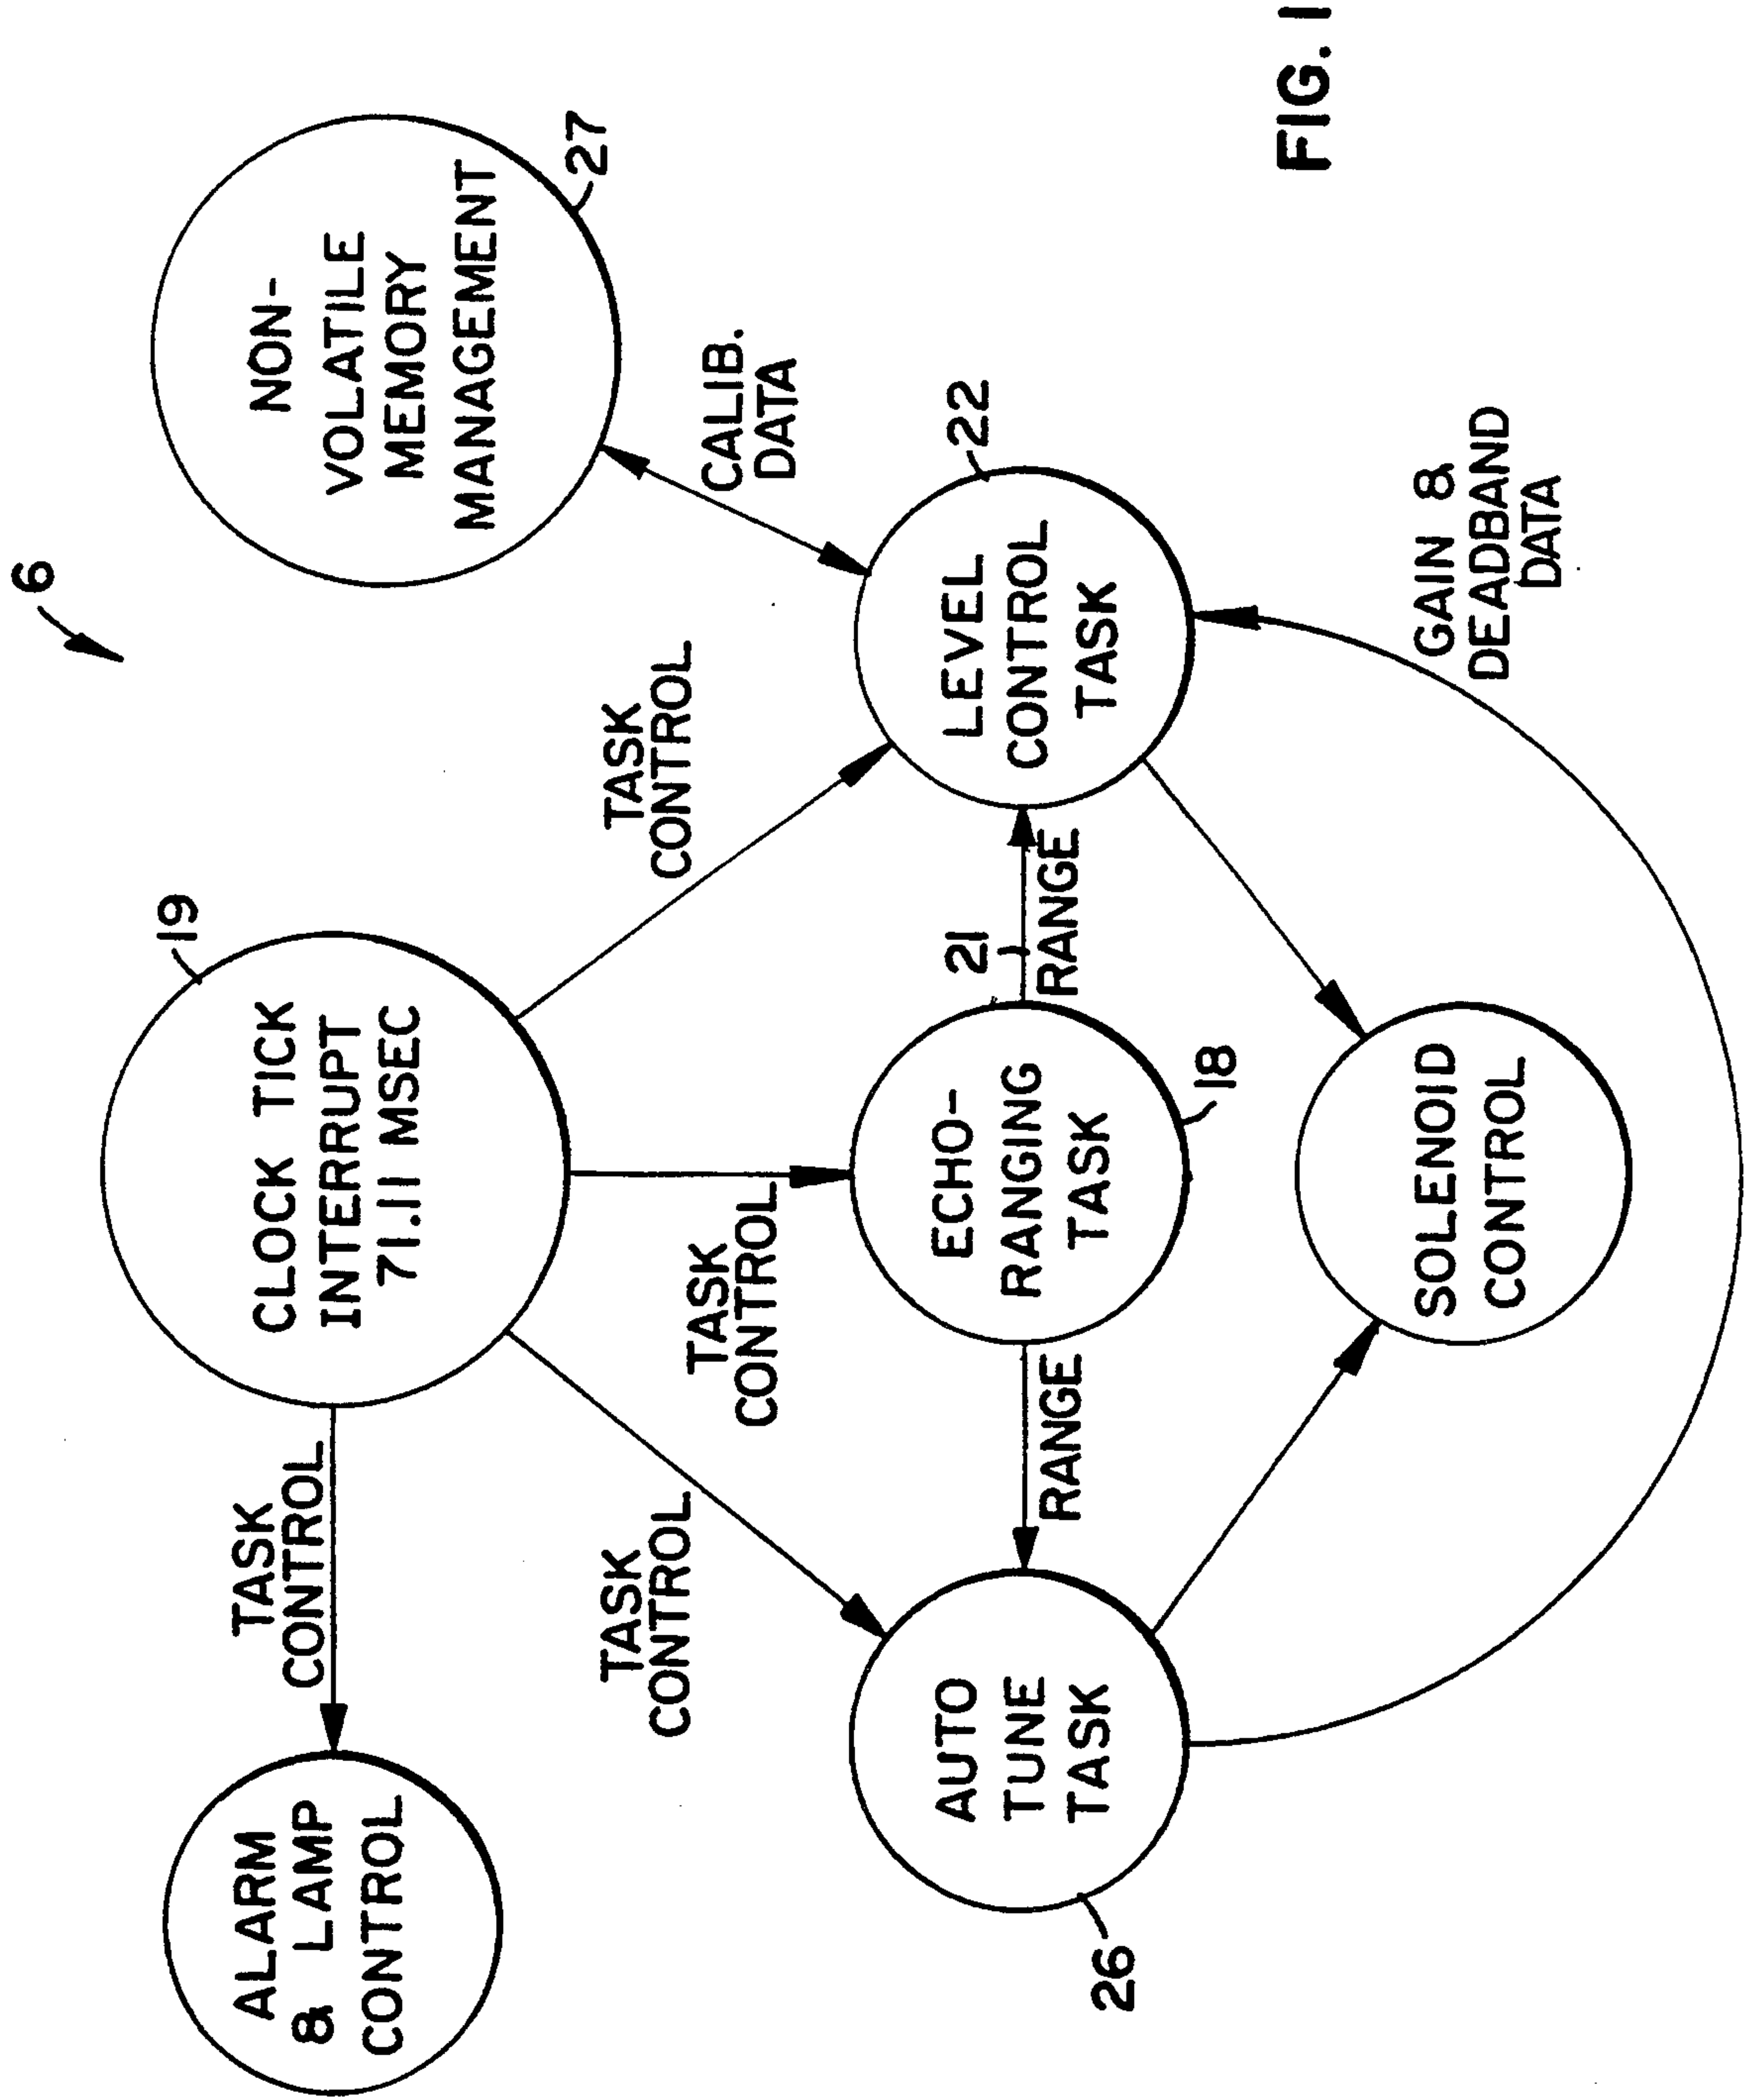 6
ALARM
& LAMP
CONTROL
TASK
CONTROL
CLOCK TICK
INTERRUPT
71.11 MSEC
19
NON-
VOLATILE
MEMORY
MANAGEMENT
27
TASK
CONTROL
TASK
CONTROL
TASK
CONTROL
CALIB.
DATA
AUTO
TUNE
TASK
26
RANGE
ECHO-
RANGING
TASK
18
21
RANGE
LEVEL
CONTROL
TASK
22
SOLENOID
CONTROL
GAIN &
DEADBAND
DATA
FIG. 1